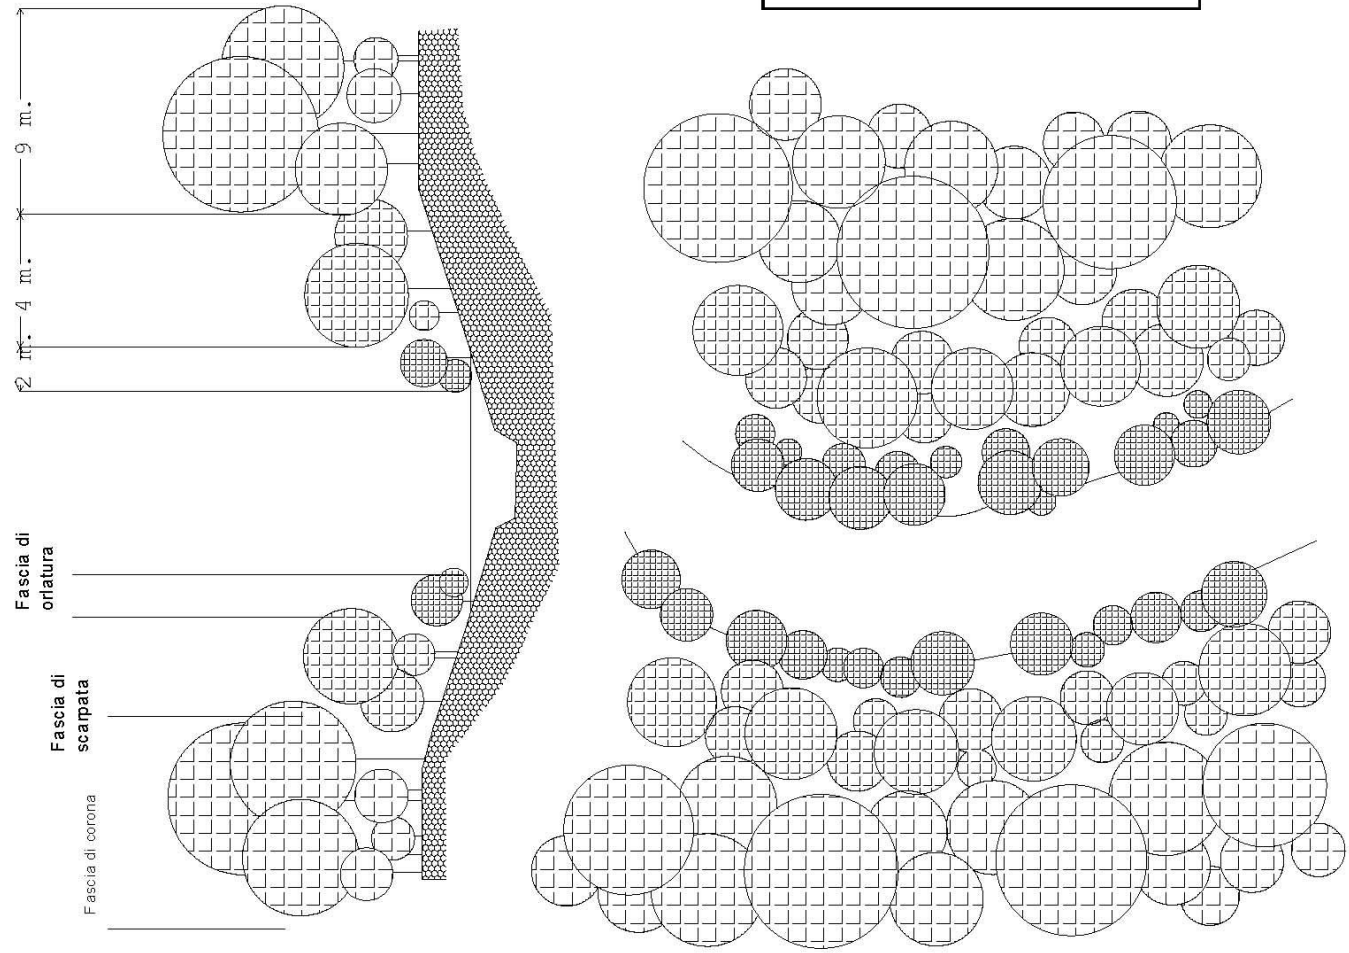 9 m.
4 m.
2 m.
Fascia di
orlatura
Fascia di
scarpata
Fascia di corona